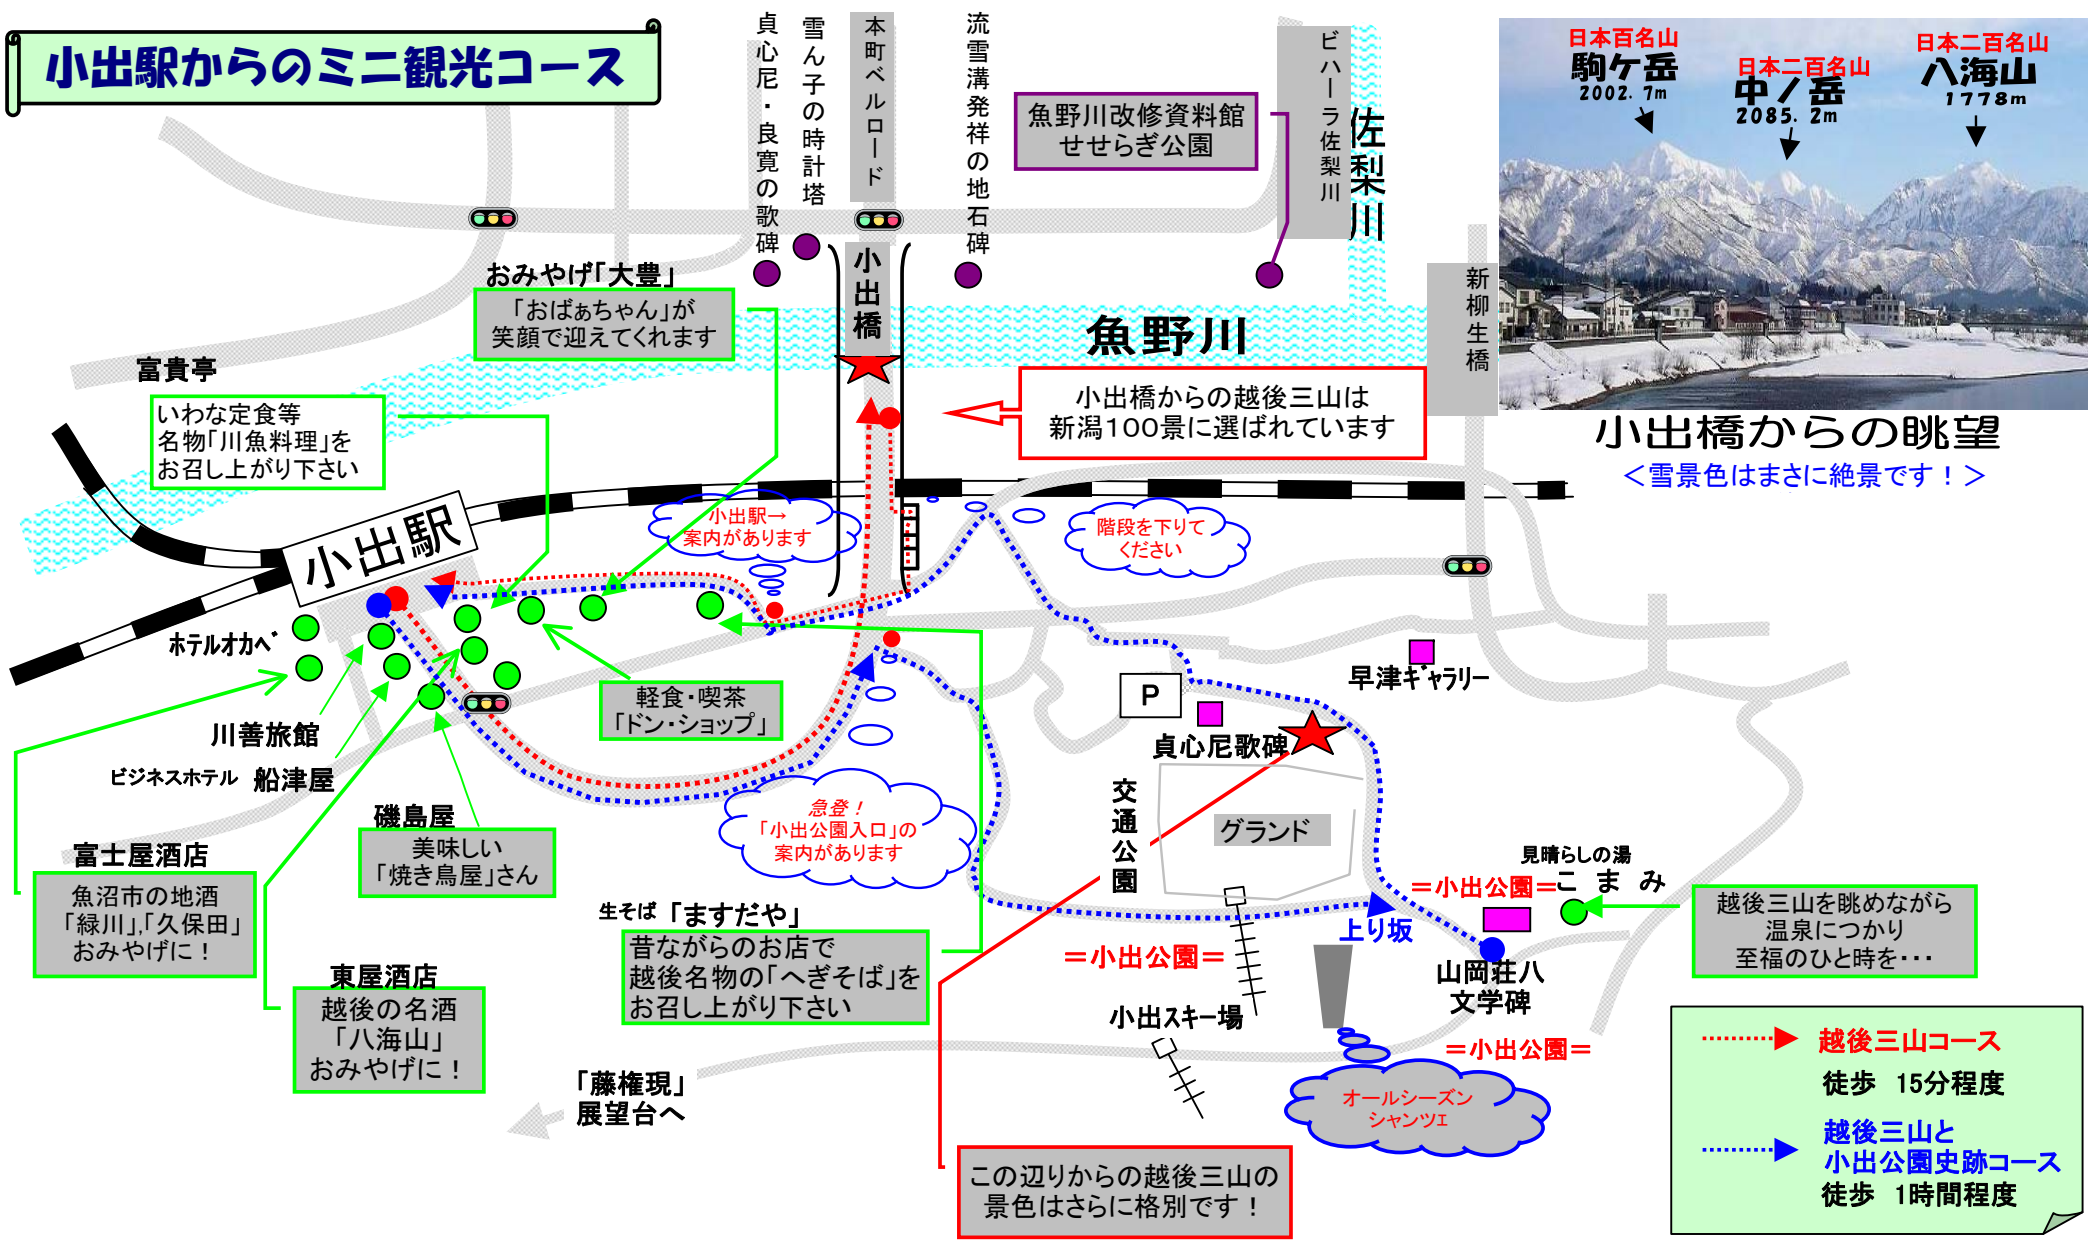 小出駅からのミニ観光コース
貞心尼・良寛の歌碑
雪ん子の時計塔
本町ベルロード
流雪溝発祥の地石碑
魚野川改修資料館
せせらぎ公園
ビハーラ佐梨川
佐梨川
日本百名山
駒ケ岳
2002.7m
日本二百名山
中ノ岳
2085.2m
日本二百名山
八海山
1778m
小出橋からの眺望
＜雪景色はまさに絶景です！＞
おみやげ「大豊」
「おばぁちゃん」が
笑顔で迎えてくれます
小出橋
魚野川
新柳生橋
富貴亭
いわな定食等
名物「川魚料理」を
お召し上がり下さい
小出橋からの越後三山は
新潟100景に選ばれています
小出駅
小出駅→
案内があります
階段を下りて
ください
ホテルオカベ
川善旅館
ビジネスホテル 船津屋
軽食・喫茶
「ドン・ショップ」
早津ギャラリー
P
貞心尼歌碑
交通公園
グランド
急登！
「小出公園入口」の
案内があります
磯島屋
美味しい
「焼き鳥屋」さん
富士屋酒店
魚沼市の地酒
「緑川」,「久保田」
おみやげに！
東屋酒店
越後の名酒
「八海山」
おみやげに！
生そば 「ますだや」
昔ながらのお店で
越後名物の「へぎそば」を
お召し上がり下さい
見晴らしの湯
こまみ
＝小出公園＝
越後三山を眺めながら
温泉につかり
至福のひと時を・・・
上り坂
＝小出公園＝
山岡荘八
文学碑
小出スキー場
＝小出公園＝
「藤権現」
展望台へ
オールシーズン
シャンツェ
この辺りからの越後三山の
景色はさらに格別です！
越後三山コース
徒歩 15分程度
越後三山と
小出公園史跡コース
徒歩 1時間程度